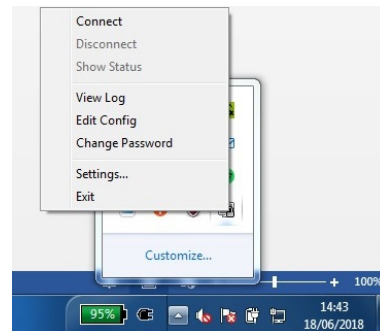 Connect
Disconnect
Show Status
View Log
Edit Config
Change Password
Settings...
Exit
Customize...
100%
95%
14:43
18/06/2018